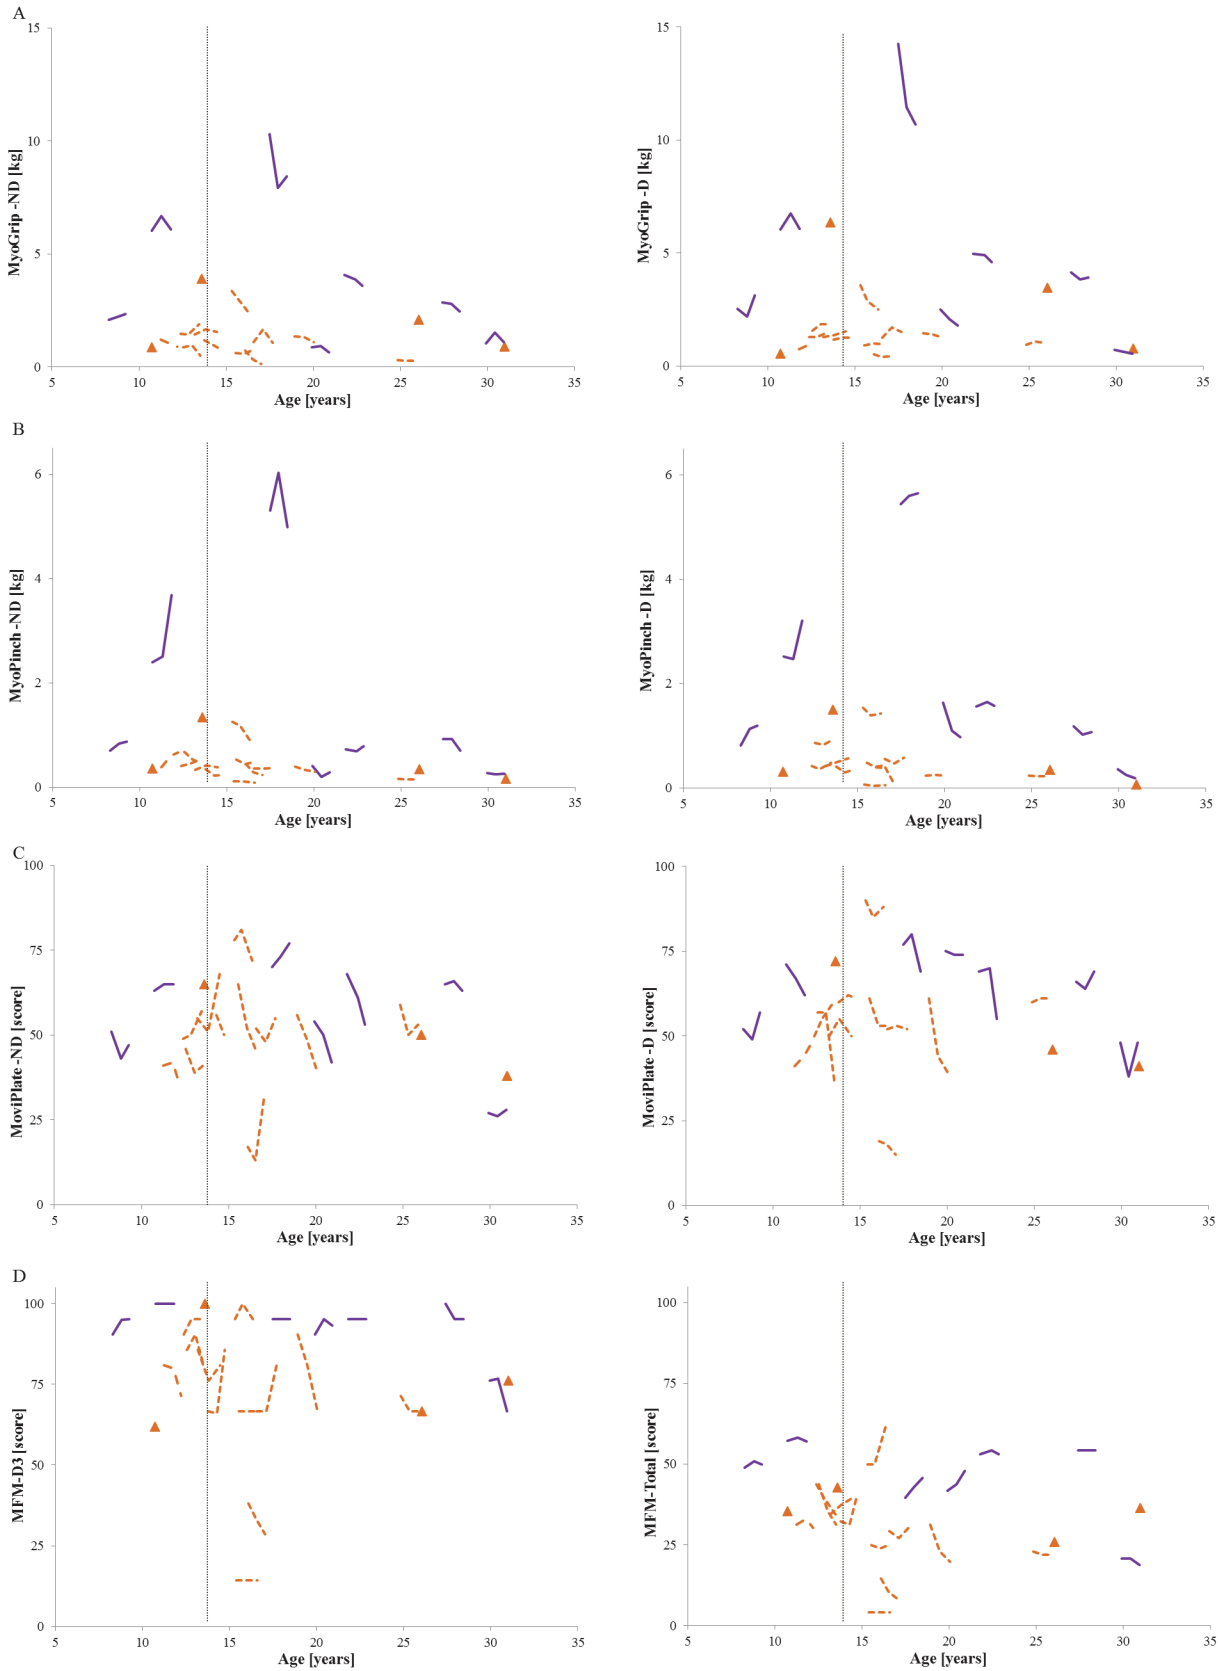 A
15
10
5
0
5 10 15 20 25 30 35
MyoGrip -ND [kg]
Age [years]
15
10
5
0
5 10 15 20 25 30 35
MyoGrip -D [kg]
Age [years]
B
6
4
2
0
5 10 15 20 25 30 35
MyoPinch -ND [kg]
Age [years]
6
4
2
0
5 10 15 20 25 30 35
MyoPinch -D [kg]
Age [years]
C
100
75
50
25
0
5 10 15 20 25 30 35
MoviPlate -ND [score]
Age [years]
100
75
50
25
0
5 10 15 20 25 30 35
MoviPlate -D [score]
Age [years]
D
100
75
50
25
0
5 10 15 20 25 30 35
MFM-D3 [score]
Age [years]
100
75
50
25
0
5 10 15 20 25 30 35
MFM-Total [score]
Age [years]